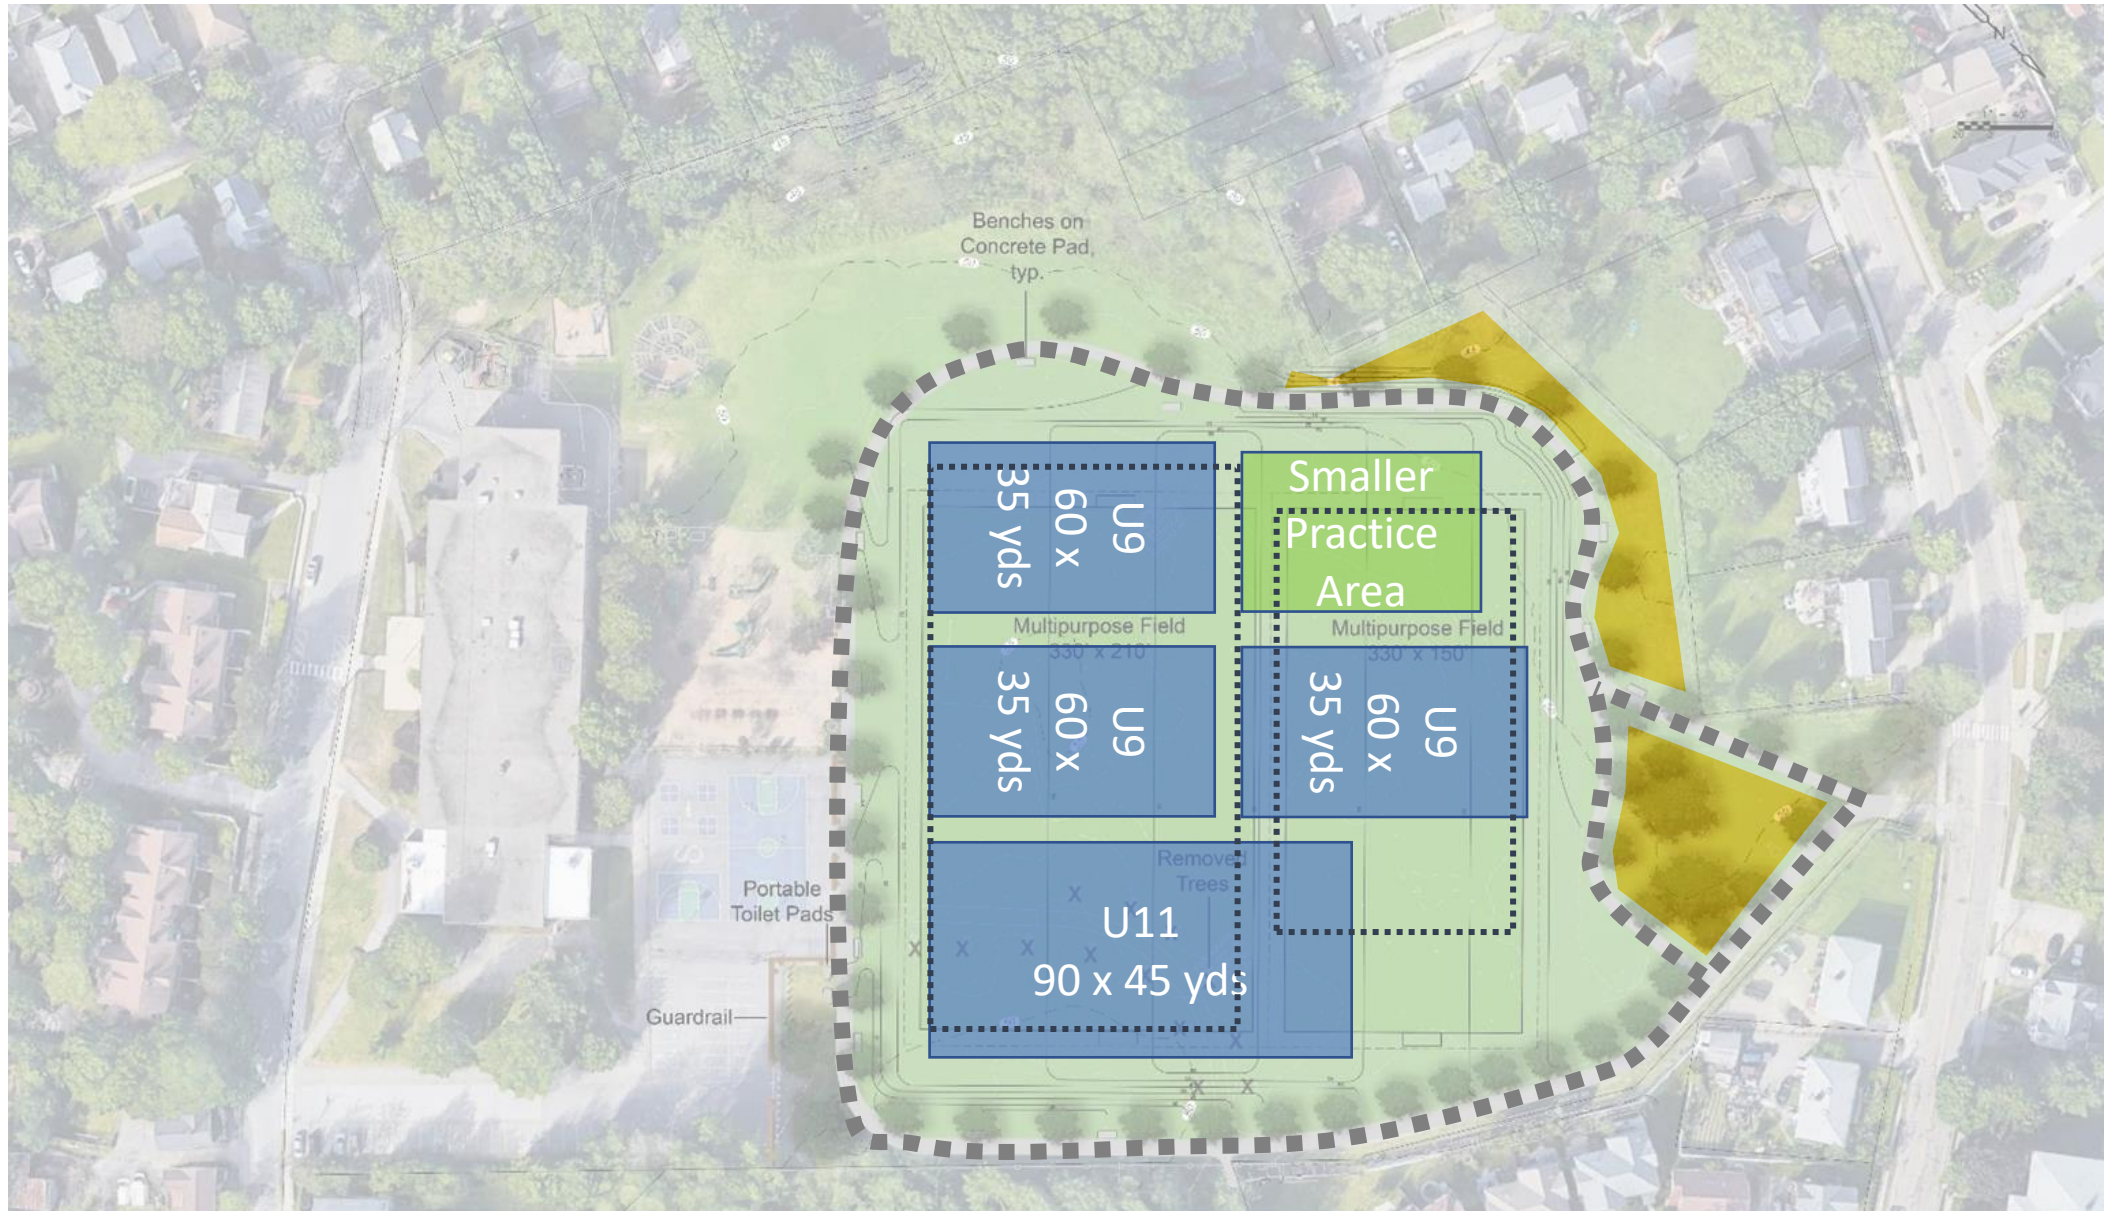 N
Benches on
Concrete Pad,
typ.
U9
60 x
35 yds
Smaller
Practice
Area
Multipurpose Field
330' x 210'
Multipurpose Field
330' x 150'
U9
60 x
35 yds
U9
60 x
35 yds
Removed
Trees
Portable
Toilet Pads
U11
90 x 45 yds
Guardrail